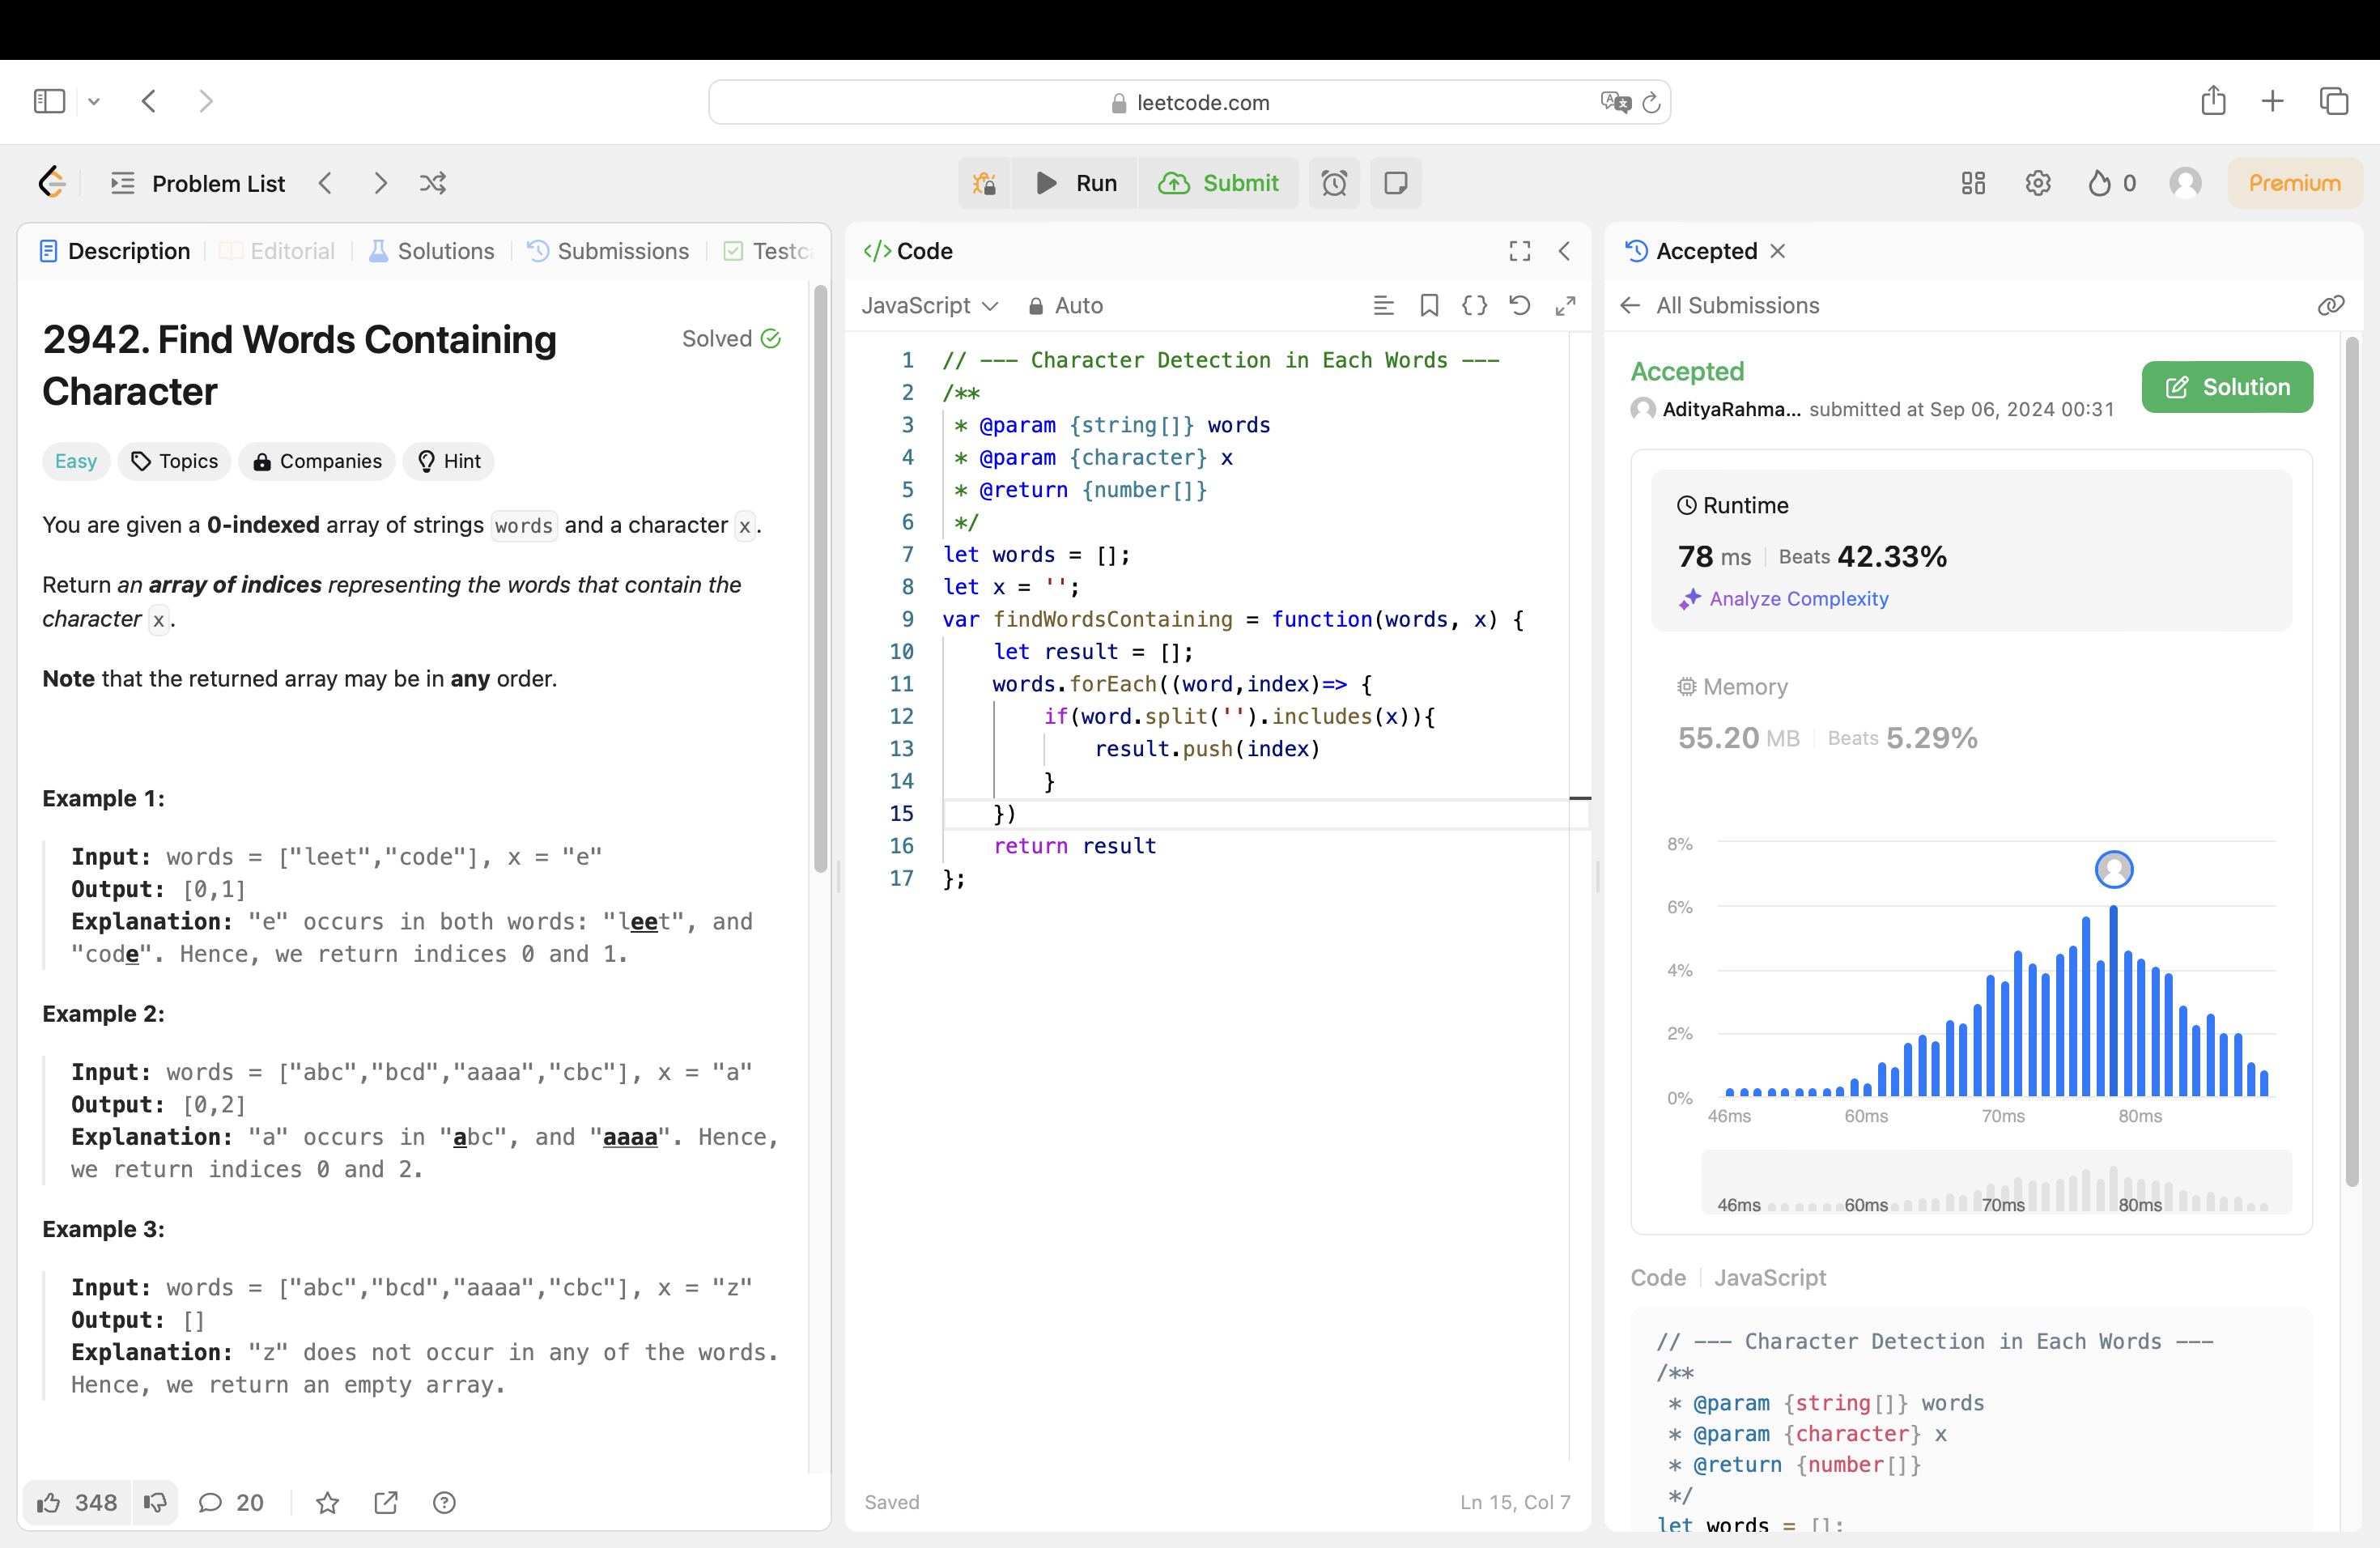 leetcode.com
Problem List
Run
Submit
0
Premium
Description
Editorial
Solutions
Submissions
Testc
2942. Find Words Containing
Character
Solved
Easy
Topics
Companies
Hint
You are given a 0-indexed array of strings words and a character x.
Return an array of indices representing the words that contain the
character x.
Note that the returned array may be in any order.
Example 1:
Input: words = ["leet","code"], x = "e"
Output: [0,1]
Explanation: "e" occurs in both words: "leet", and
"code". Hence, we return indices 0 and 1.
Example 2:
Input: words = ["abc","bcd","aaaa","cbc"], x = "a"
Output: [0,2]
Explanation: "a" occurs in "abc", and "aaaa". Hence,
we return indices 0 and 2.
Example 3:
Input: words = ["abc","bcd","aaaa","cbc"], x = "z"
Output: []
Explanation: "z" does not occur in any of the words.
Hence, we return an empty array.
348
20
</> Code
JavaScript
Auto
1 // --- Character Detection in Each Words ---
2 /**
3 * @param {string[]} words
4 * @param {character} x
5 * @return {number[]}
6 */
7 let words = [];
8 let x = '';
9 var findWordsContaining = function(words, x) {
10 let result = [];
11 words.forEach((word,index)=> {
12 if(word.split('').includes(x)){
13 result.push(index)
14 }
15 })
16 return result
17 };
Saved
Ln 15, Col 7
Accepted
All Submissions
Accepted
AdityaRahma... submitted at Sep 06, 2024 00:31
Solution
Runtime
78 ms
Beats 42.33%
Analyze Complexity
Memory
55.20 MB
Beats 5.29%
8%
6%
4%
2%
0%
46ms 60ms 70ms 80ms
46ms 60ms 70ms 80ms
Code
JavaScript
// --- Character Detection in Each Words ---
/**
* @param {string[]} words
* @param {character} x
* @return {number[]}
*/
let words = [];